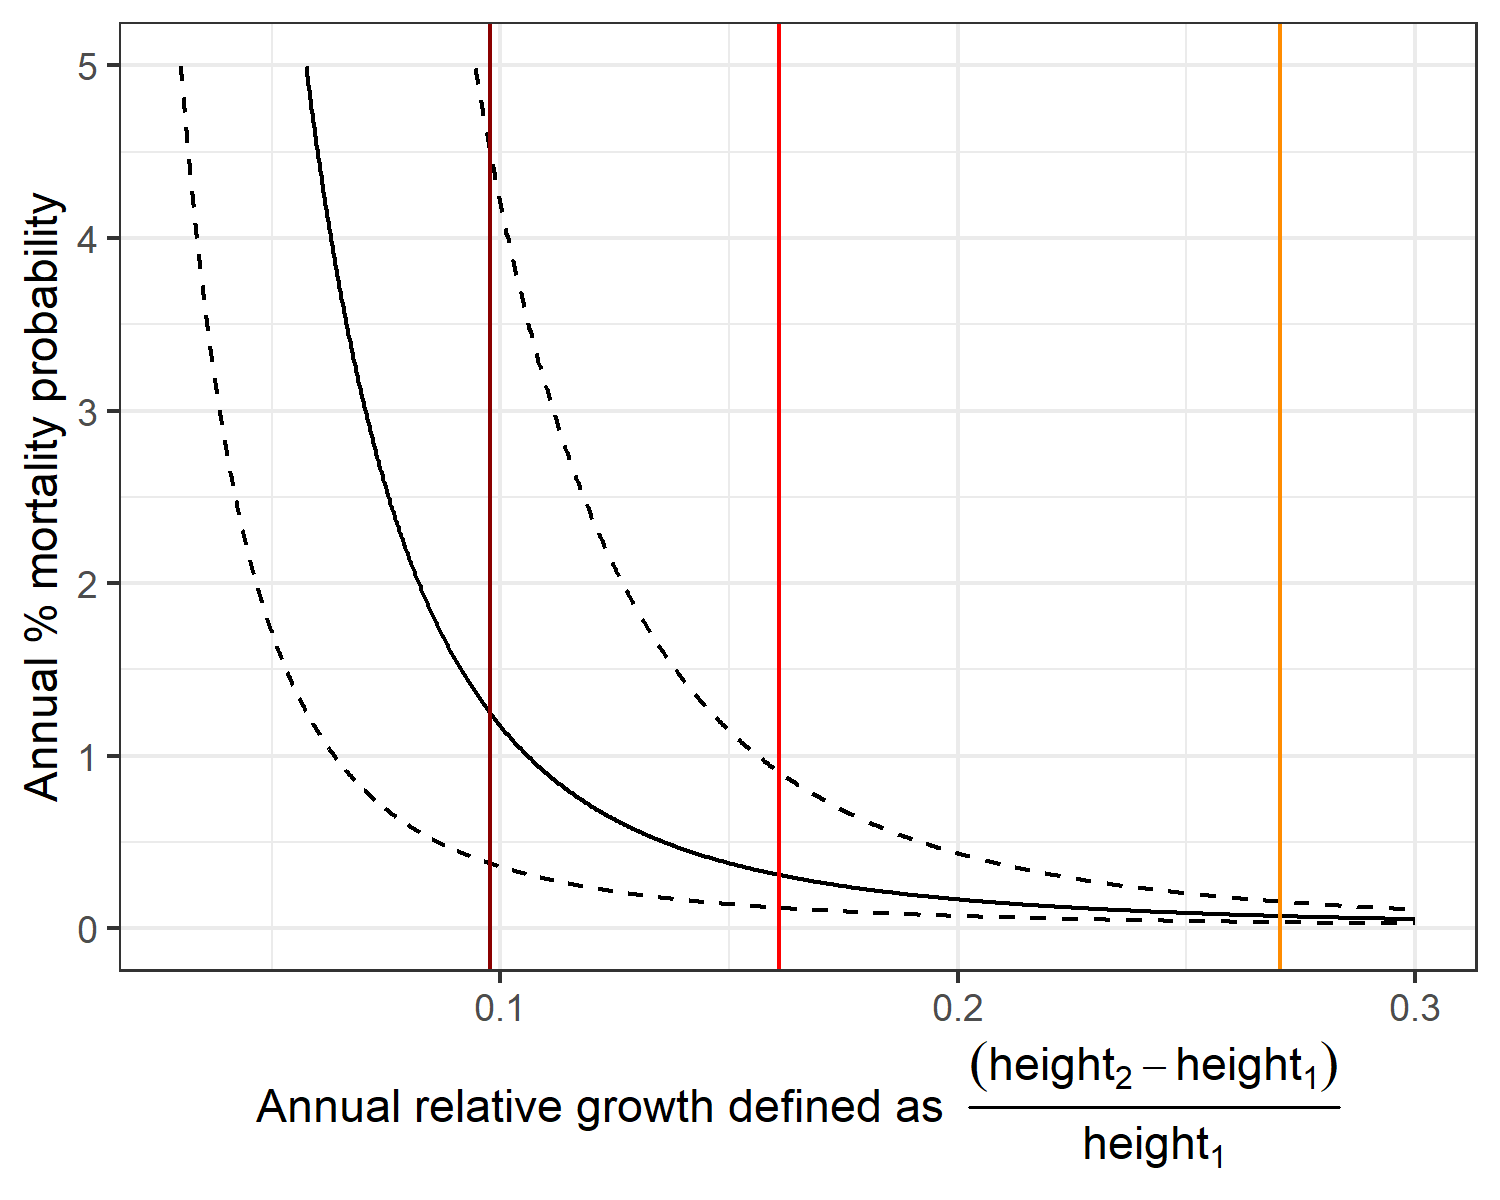 Annual % mortality probability
5
4
3
2
1
0
0.1 0.2 0.3
Annual relative growth defined as (height₂ − height₁)
height₁